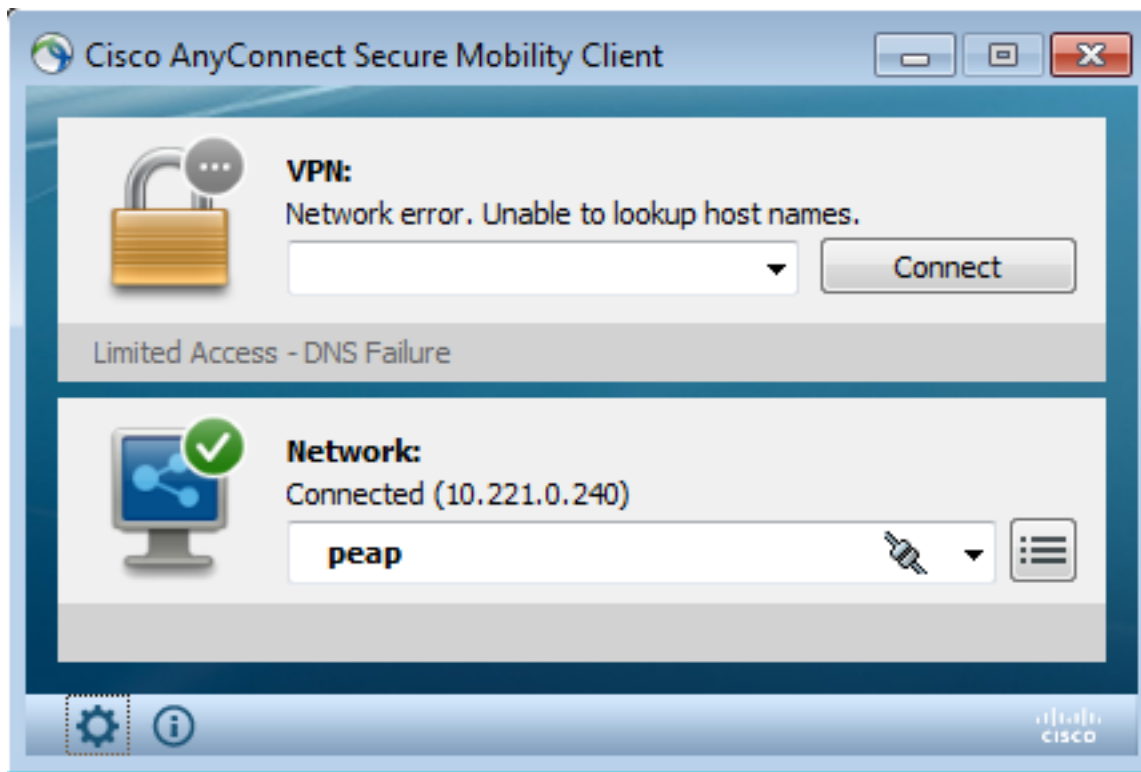 Cisco AnyConnect Secure Mobility Client
VPN:
Network error. Unable to lookup host names.
Connect
Limited Access - DNS Failure
Network:
Connected (10.221.0.240)
peap
CISCO